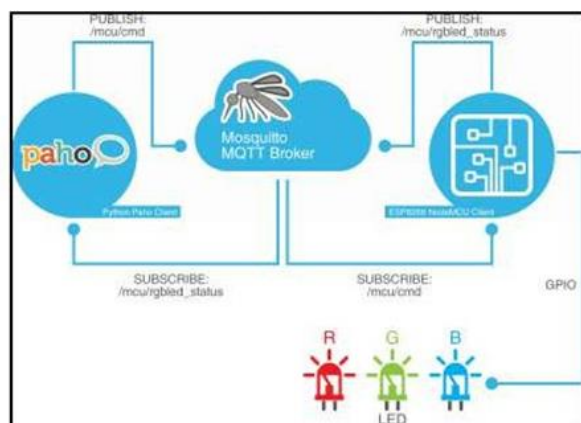 PUBLISH:
/mcu/cmd
PUBLISH:
/mcu/rgbled_status
paho
Mosquitto
MQTT Broker
Python Paho Client
ESP8266 NodeMCU Client
SUBSCRIBE:
/mcu/rgbled_status
SUBSCRIBE:
/mcu/cmd
GPIO
R
G
B
LED